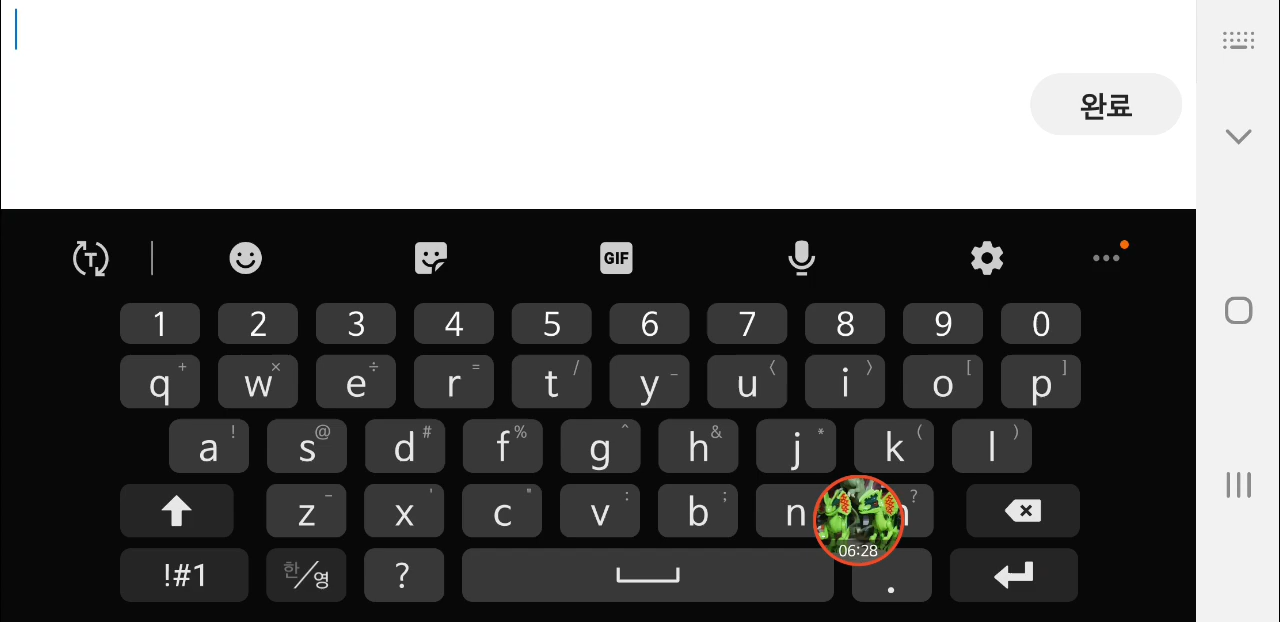 완료
T GIF
1 2 3 4 5 6 7 8 9 0
q + w × e ÷ r = t / y _ u 〈 i 〉 o [ p ]
a ! s @ d # f % g ^ h & j * k ( l )
z – x ' c " v : b ; n ?
06:28
!#1 한/영 ? .